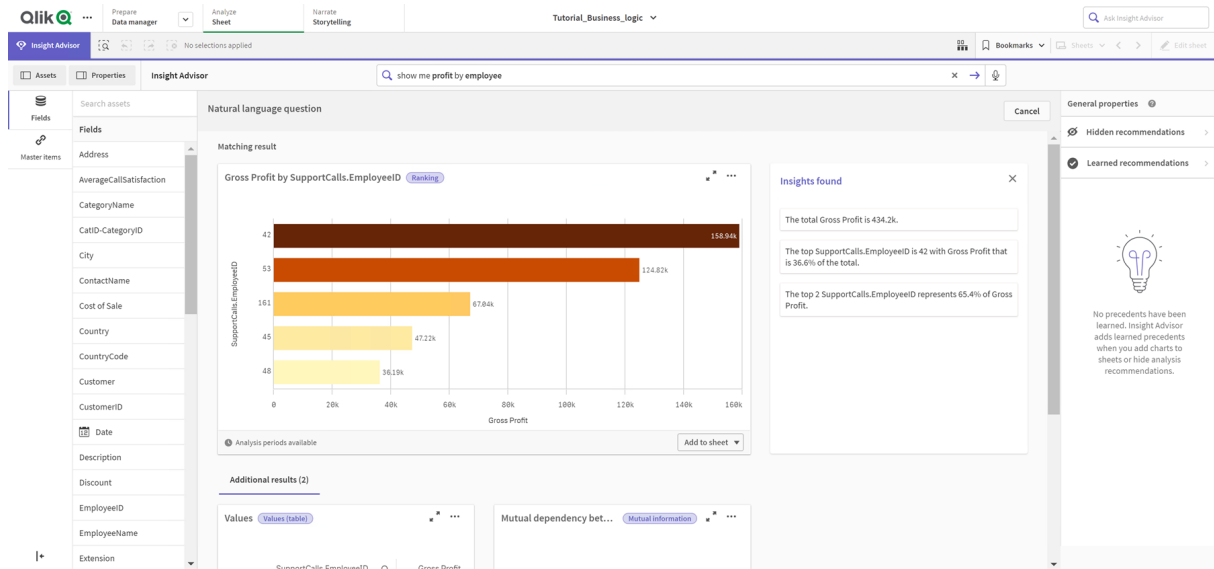 Qlik
Prepare
Data manager
Analyze
Sheet
Narrate
Storytelling
Tutorial_Business_logic
Ask Insight Advisor
Insight Advisor
No selections applied
Bookmarks
Sheets
Edit sheet
Assets
Properties
Insight Advisor
show me profit by employee
Fields
Master items
Search assets
Fields
Address
AverageCallSatisfaction
CategoryName
CatID-CategoryID
City
ContactName
Cost of Sale
Country
CountryCode
Customer
CustomerID
Date
Description
Discount
EmployeeID
EmployeeName
Extension
Natural language question
Cancel
Matching result
Gross Profit by SupportCalls.EmployeeID Ranking
SupportCalls.EmployeeID
42 158.94k
53 124.82k
161 67.04k
45 47.22k
48 36.19k
0 20k 40k 60k 80k 100k 120k 140k 160k
Gross Profit
Analysis periods available
Add to sheet
Insights found
The total Gross Profit is 434.2k.
The top SupportCalls.EmployeeID is 42 with Gross Profit that
is 36.6% of the total.
The top 2 SupportCalls.EmployeeID represents 65.4% of Gross
Profit.
Additional results (2)
Values Values (table)
SupportCalls.EmployeeID Gross Profit
Mutual dependency bet... Mutual information
General properties
Hidden recommendations
Learned recommendations
No precedents have been
learned. Insight Advisor
adds learned precedents
when you add charts to
sheets or hide analysis
recommendations.